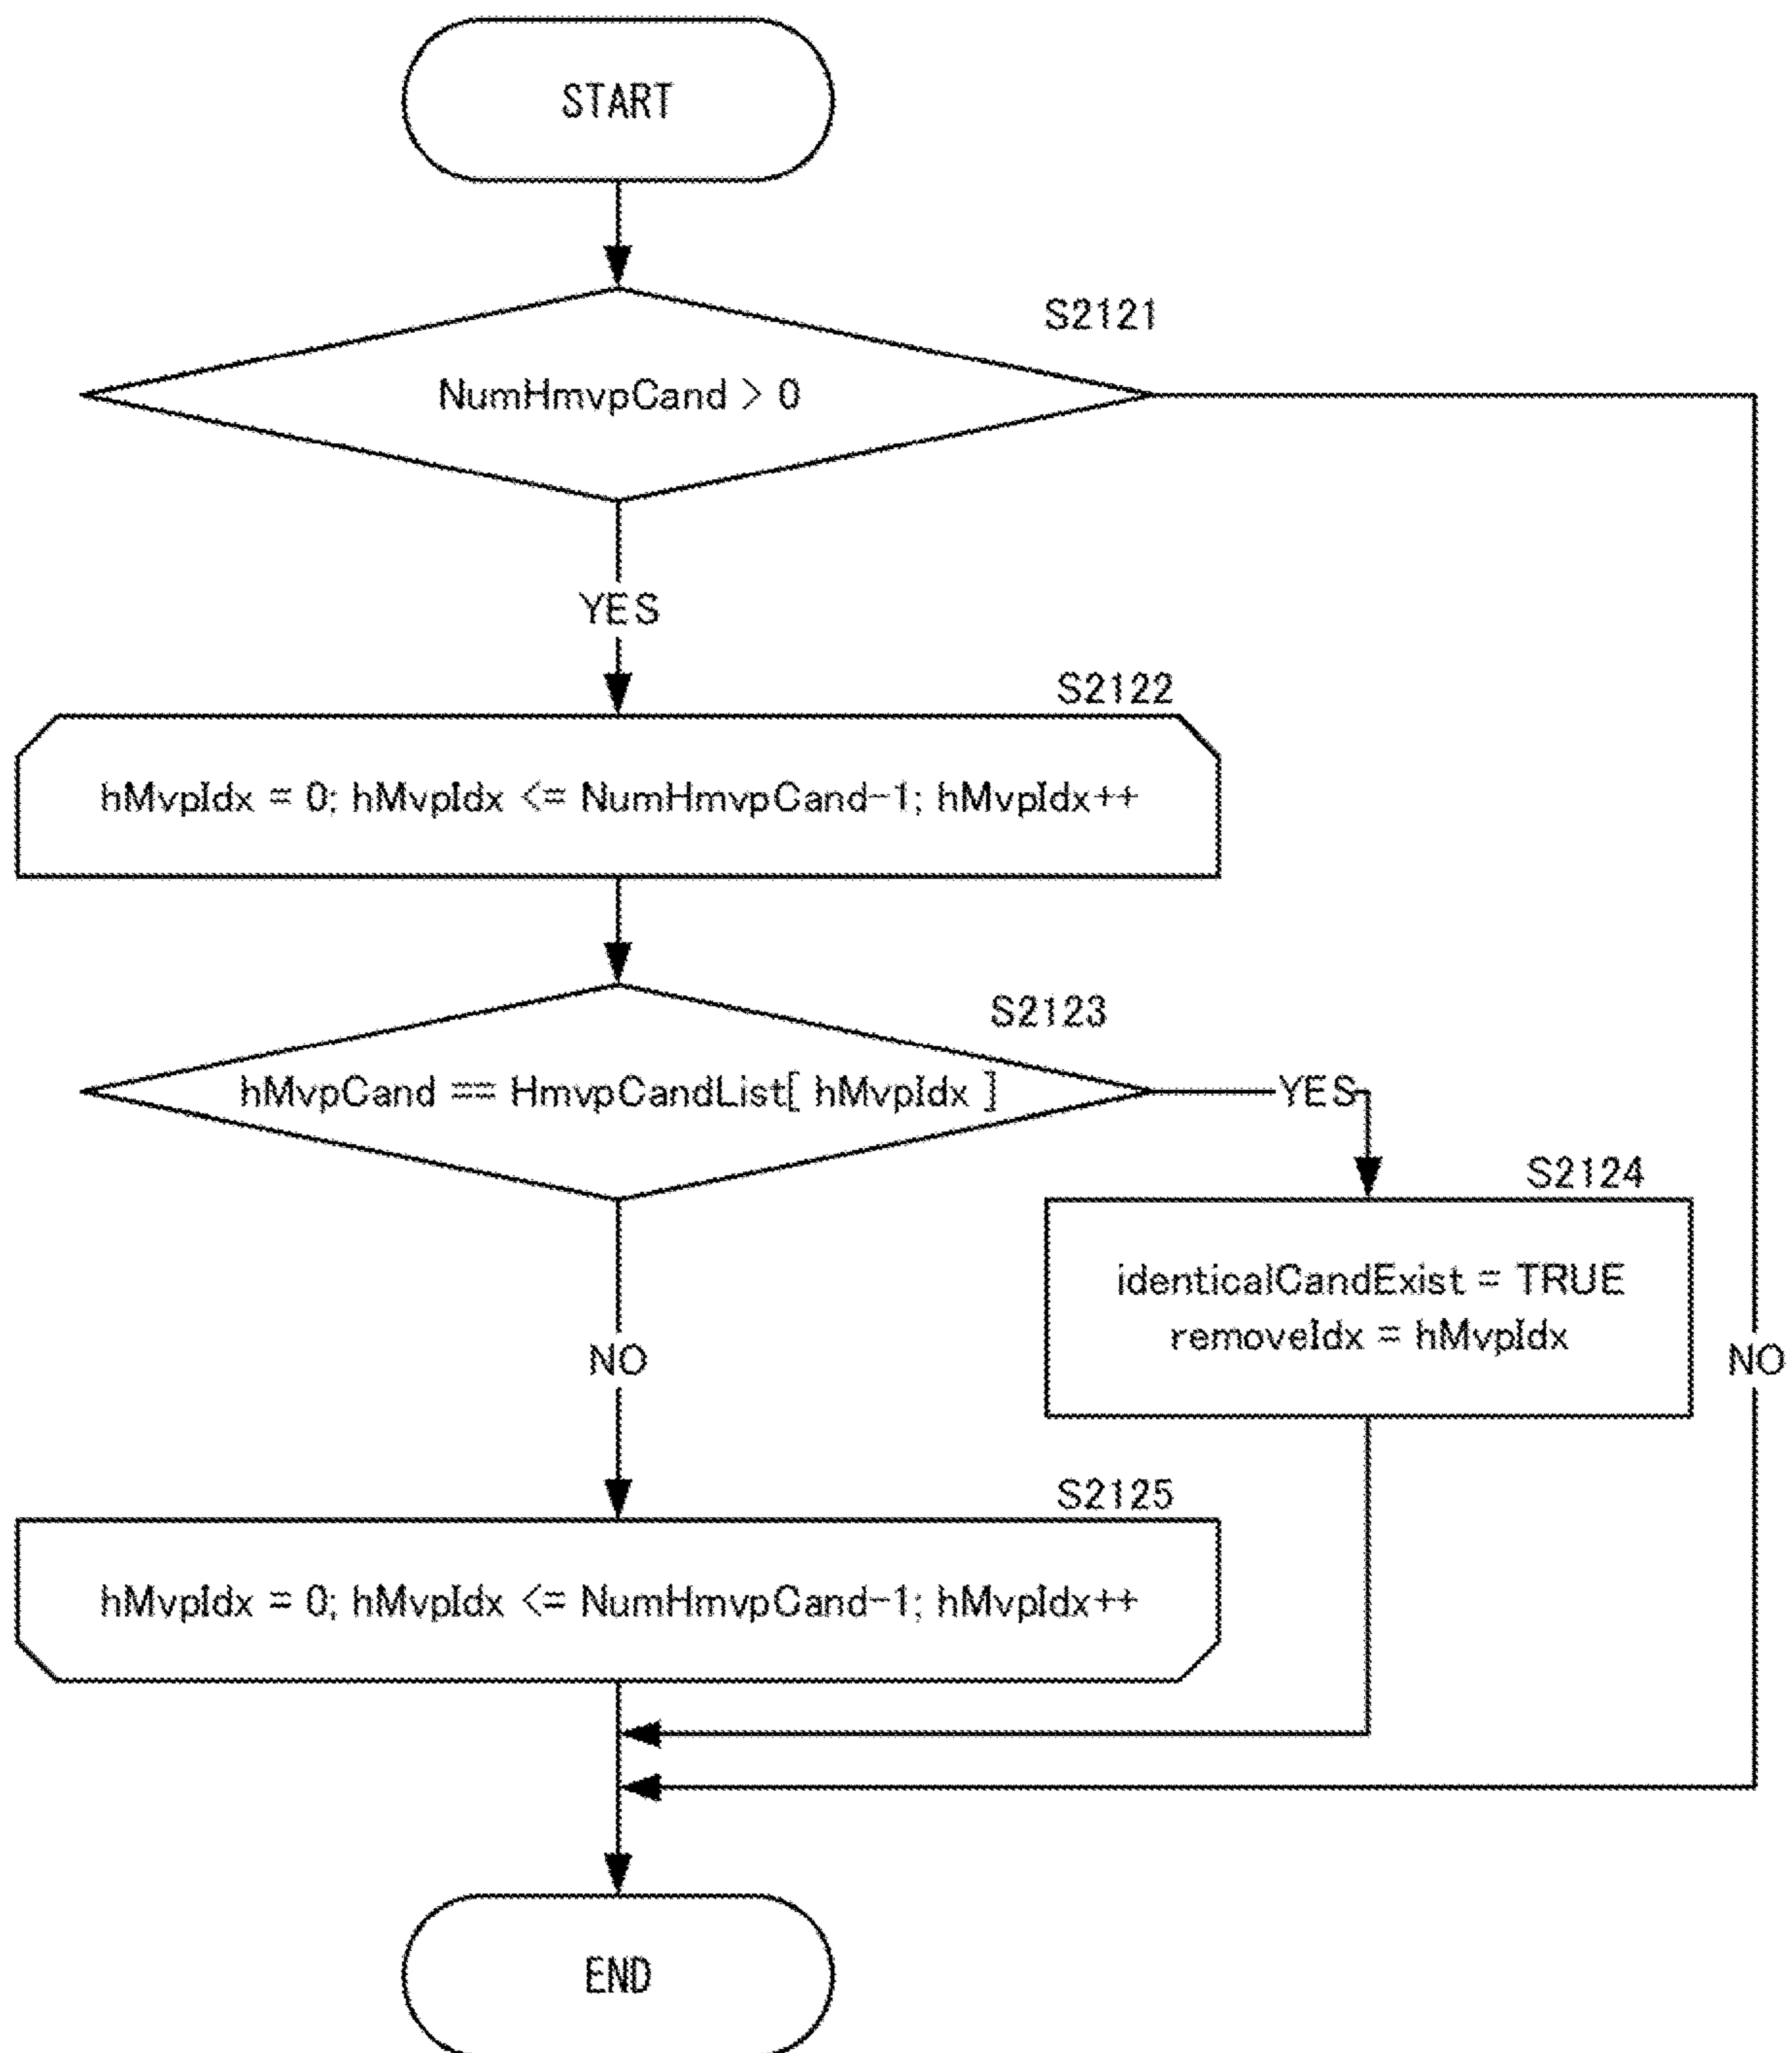 START
S2121
NumHmvpCand > 0
YES
S2122
hMvpIdx = 0; hMvpIdx <= NumHmvpCand-1; hMvpIdx++
S2123
hMvpCand == HmvpCandList[ hMvpIdx ]
YES
S2124
identicalCandExist = TRUE
removeIdx = hMvpIdx
NO
NO
S2125
hMvpIdx = 0; hMvpIdx <= NumHmvpCand-1; hMvpIdx++
END